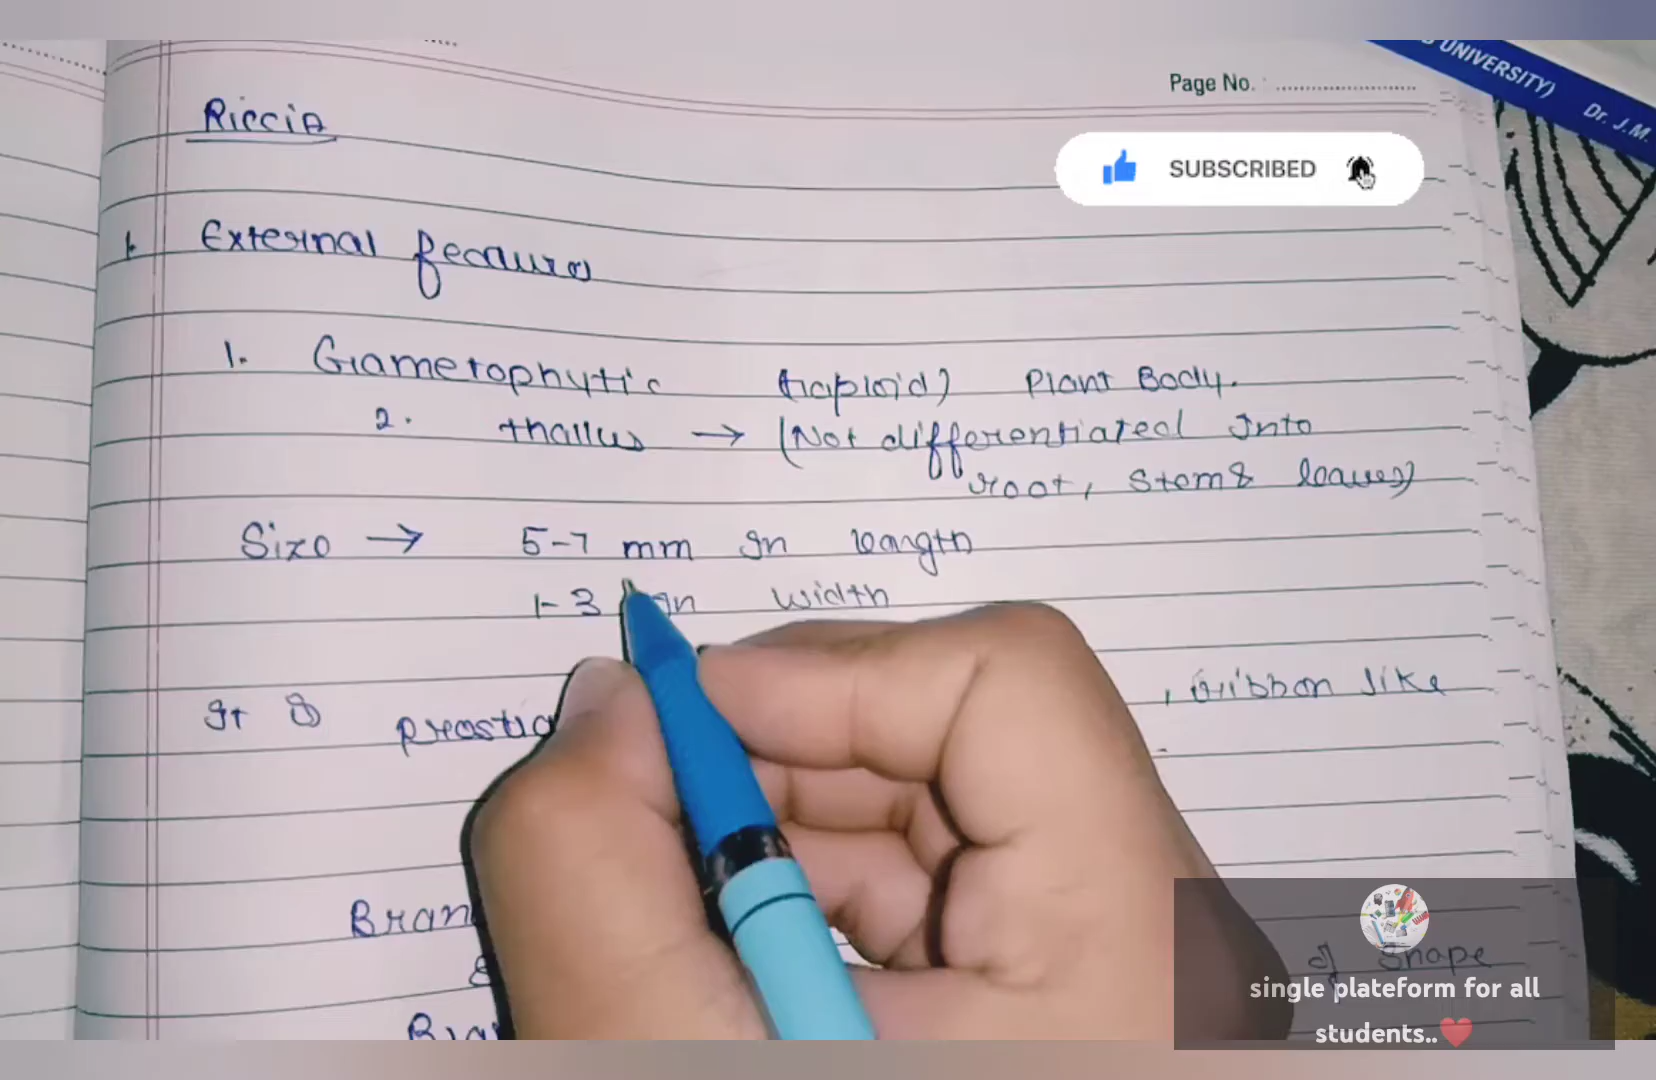 Page No.
UNIVERSITY)
Dr. J.M.
Riccia
SUBSCRIBED
1. External feature
1. Gametophytic (haploid) Plant Body.
2. thallus → (Not differentiated into
root, Stem & leaves)
Size → 5-7 mm in length
1-3 in width
It is , ribbon like
of Shape
single plateform for all
students..❤️